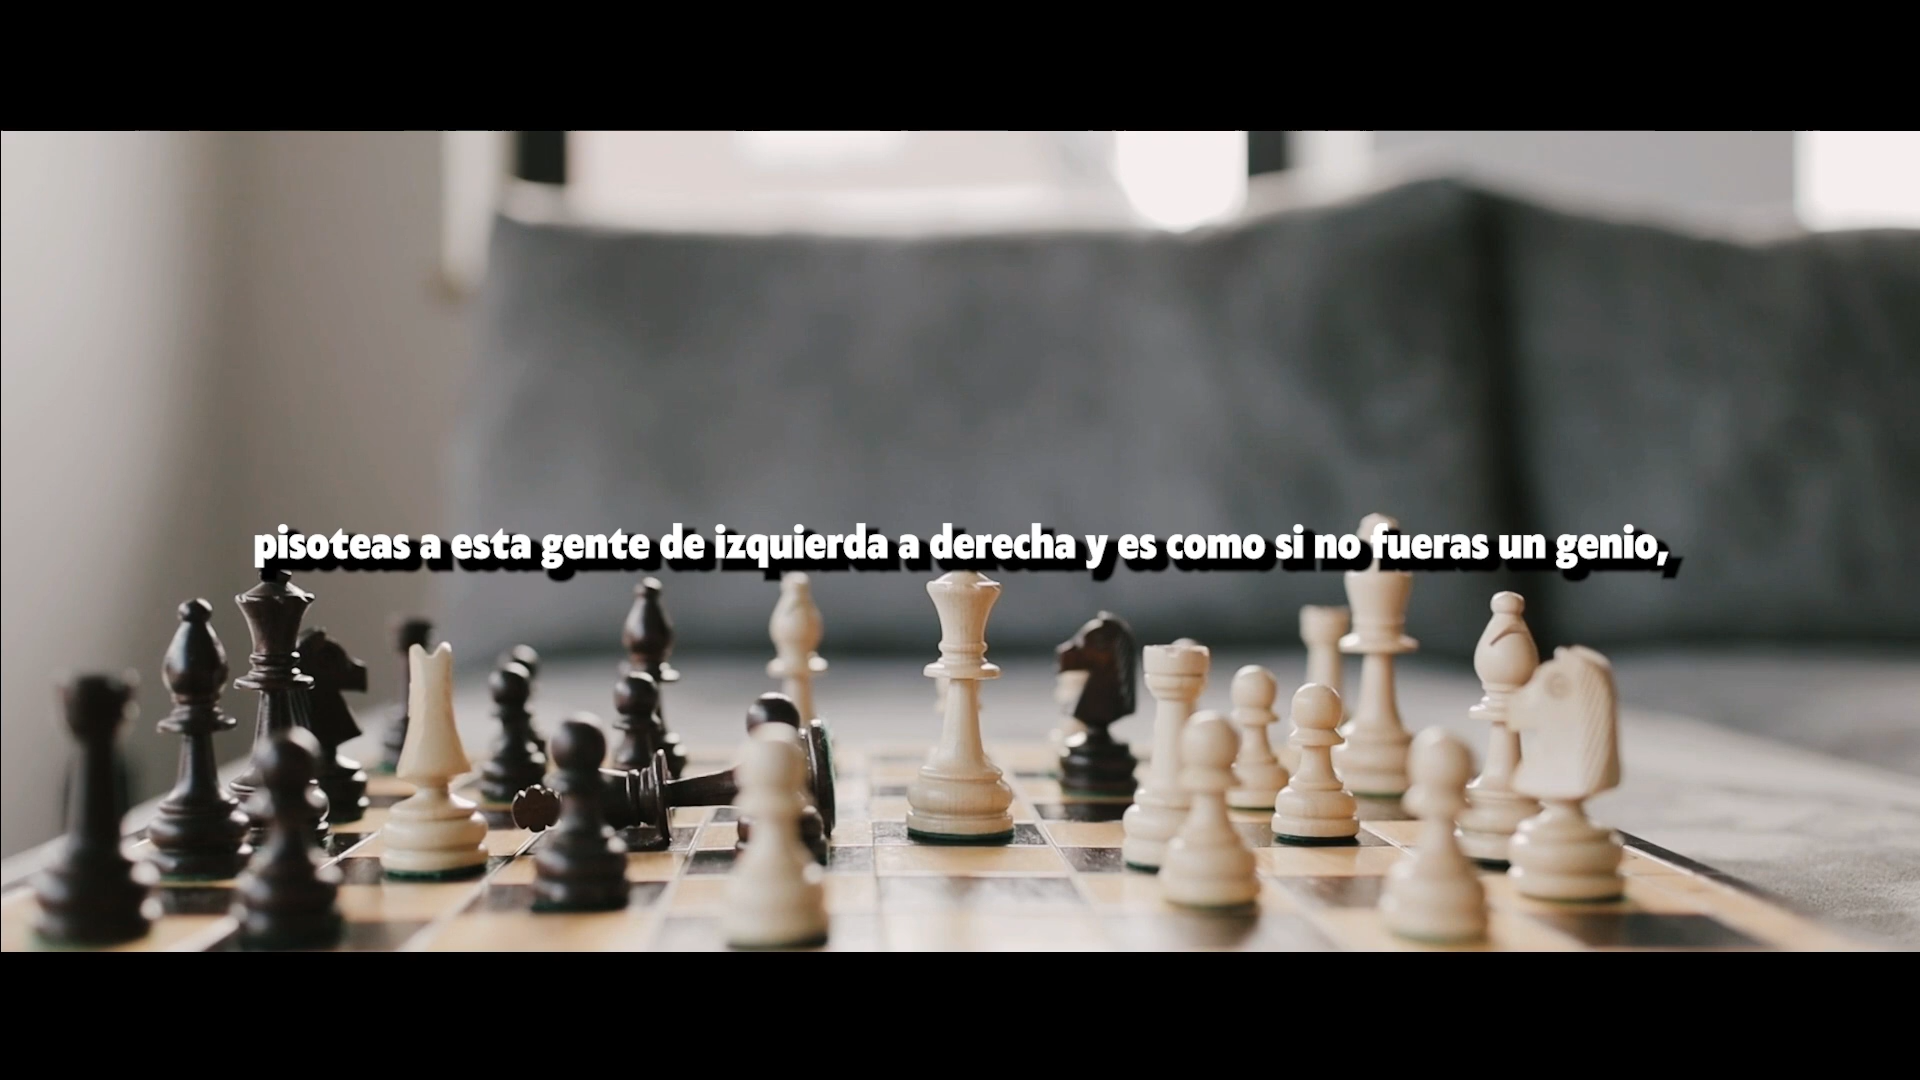 pisoteas a esta gente de izquierda a derecha y es como si no fueras un genio,